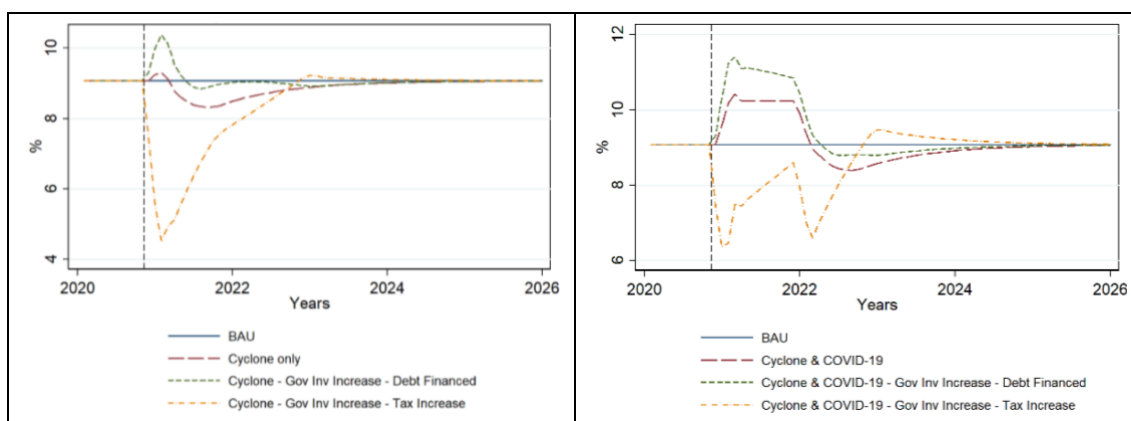 10
8
6
4
%
2020
2022
2024
2026
Years
BAU
Cyclone only
Cyclone - Gov Inv Increase - Debt Financed
Cyclone - Gov Inv Increase - Tax Increase
12
10
8
6
%
2020
2022
2024
2026
Years
BAU
Cyclone & COVID-19
Cyclone & COVID-19 - Gov Inv Increase - Debt Financed
Cyclone & COVID-19 - Gov Inv Increase - Tax Increase